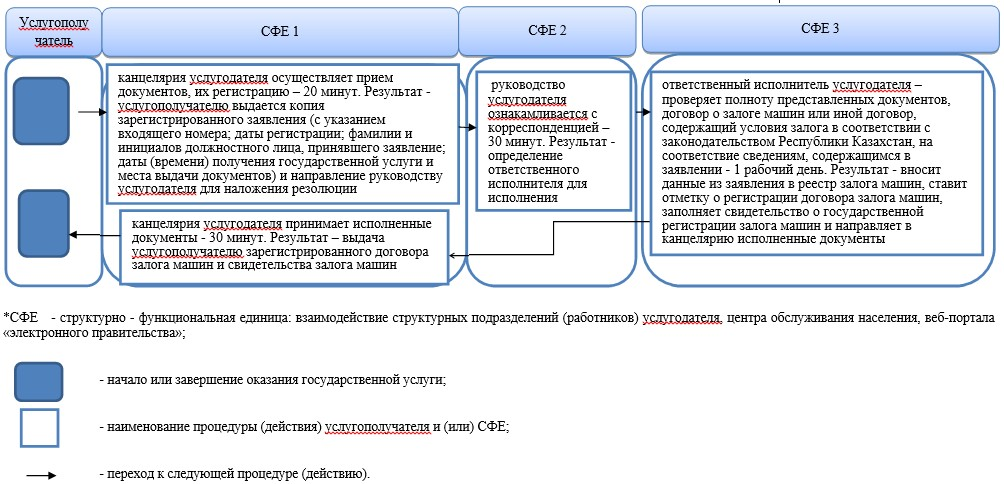 Услугополу
чатель
СФЕ 1
СФЕ 2
СФЕ 3
канцелярия услугодателя осуществляет прием
документов, их регистрацию – 20 минут. Результат -
услугополучателю выдается копия
зарегистрированного заявления (с указанием
входящего номера; даты регистрации; фамилии и
инициалов должностного лица, принявшего заявление;
даты (времени) получения государственной услуги и
места выдачи документов) и направление руководству
услугодателя для наложения резолюции
руководство
услугодателя
ознакамливается с
корреспонденцией –
30 минут. Результат -
определение
ответственного
исполнителя для
исполнения
ответственный исполнитель услугодателя –
проверяет полноту представленных документов,
договор о залоге машин или иной договор,
содержащий условия залога в соответствии с
законодательством Республики Казахстан, на
соответствие сведениям, содержащимся в
заявлении - 1 рабочий день. Результат - вносит
данные из заявления в реестр залога машин, ставит
отметку о регистрации договора залога машин,
заполняет свидетельство о государственной
регистрации залога машин и направляет в
канцелярию исполненные документы
канцелярия услугодателя принимает исполненные
документы - 30 минут. Результат – выдача
услугополучателю зарегистрированного договора
залога машин и свидетельства залога машин
*СФЕ - структурно - функциональная единица: взаимодействие структурных подразделений (работников) услугодателя, центра обслуживания населения, веб-портала
«электронного правительства»;
- начало или завершение оказания государственной услуги;
- наименование процедуры (действия) услугополучателя и (или) СФЕ;
- переход к следующей процедуре (действию).